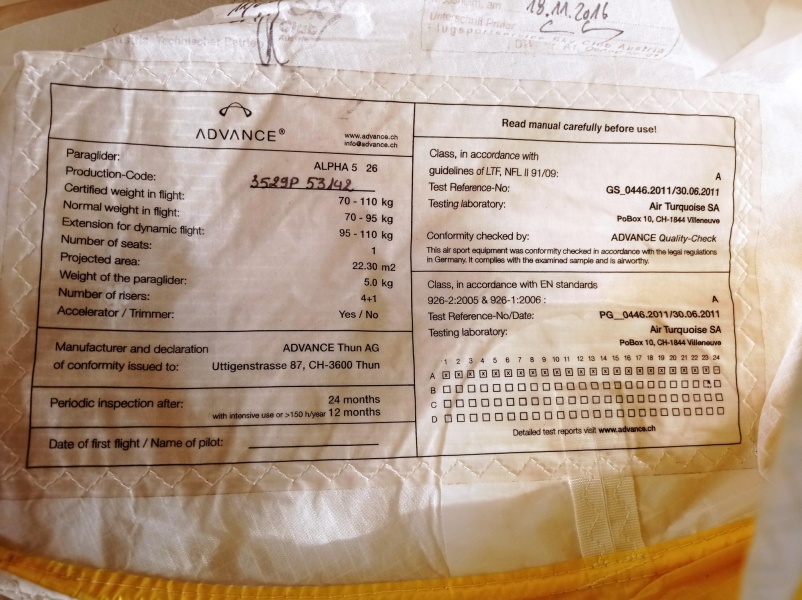 18.11.2016
ADVANCE®
www.advance.ch
info@advance.ch
Paraglider: ALPHA 5 26
Production-Code: 3529P 53142
Certified weight in flight: 70 - 110 kg
Normal weight in flight: 70 - 95 kg
Extension for dynamic flight: 95 - 110 kg
Number of seats: 1
Projected area: 22.30 m2
Weight of the paraglider: 5.0 kg
Number of risers: 4+1
Accelerator / Trimmer: Yes / No
Manufacturer and declaration ADVANCE Thun AG
of conformity issued to: Uttigenstrasse 87, CH-3600 Thun
Periodic inspection after: 24 months
with intensive use or >150 h/year 12 months
Date of first flight / Name of pilot:
Read manual carefully before use!
Class, in accordance with
guidelines of LTF, NFL II 91/09: A
Test Reference-No: GS_0446.2011/30.06.2011
Testing laboratory: Air Turquoise SA
PoBox 10, CH-1844 Villeneuve
Conformity checked by: ADVANCE Quality-Check
This air sport equipment was conformity checked in accordance with the legal regulations
in Germany. It complies with the examined sample and is airworthy.
Class, in accordance with EN standards
926-2:2005 & 926-1:2006 : A
Test Reference-No/Date: PG_0446.2011/30.06.2011
Testing laboratory: Air Turquoise SA
PoBox 10, CH-1844 Villeneuve
1 2 3 4 5 6 7 8 9 10 11 12 13 14 15 16 17 18 19 20 21 22 23 24
A
B
C
D
Detailed test reports visit www.advance.ch